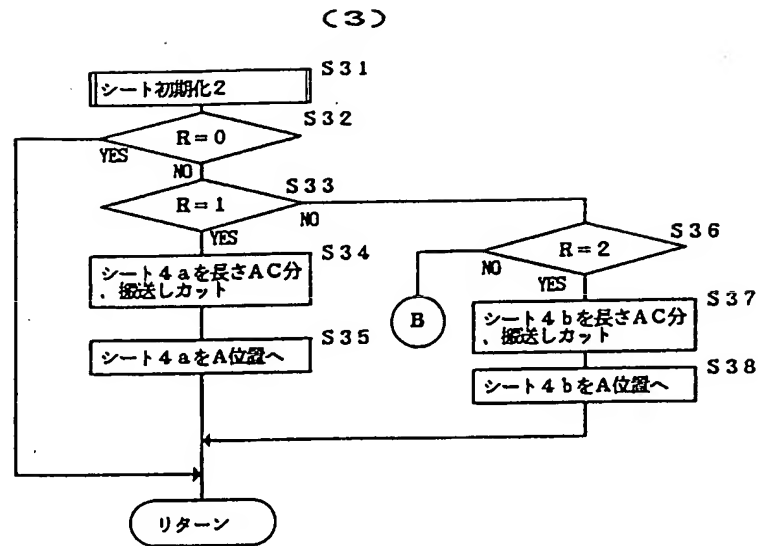 (3)
S31
シート初期化2
S32
R=0
YES
NO
S33
R=1
NO
YES
S34
シート4aを長さAC分
、搬送しカット
S35
シート4aをA位置へ
S36
R=2
NO
YES
B
S37
シート4bを長さAC分
、搬送しカット
S38
シート4bをA位置へ
リターン